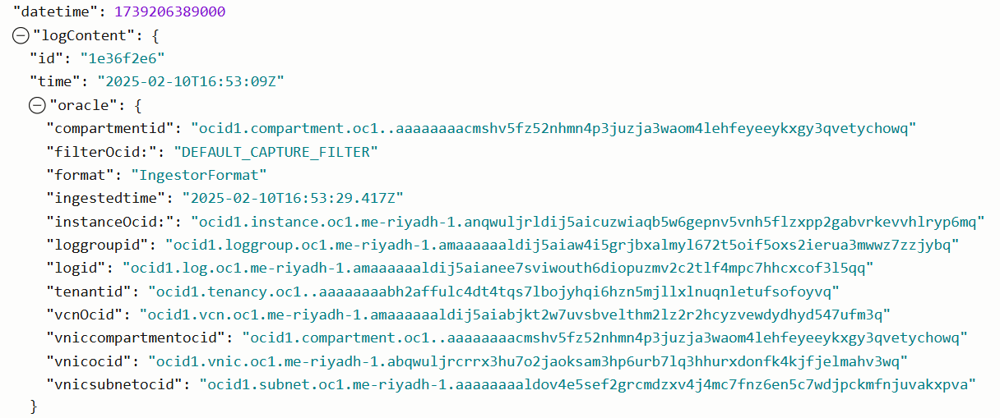 "datetime": 1739206389000
"logContent": {
"id": "1e36f2e6"
"time": "2025-02-10T16:53:09Z"
"oracle": {
"compartmentid": "ocid1.compartment.oc1..aaaaaaaacmshv5fz52nhmn4p3juzja3waom4lehfeyeeykxgy3qvetychowq"
"filterOcid:": "DEFAULT_CAPTURE_FILTER"
"format": "IngestorFormat"
"ingestedtime": "2025-02-10T16:53:29.417Z"
"instanceOcid:": "ocid1.instance.oc1.me-riyadh-1.anqwuljrldij5aicuzwiaqb5w6gepnv5vnh5flzxpp2gabvrkevvhlryp6mq"
"loggroupid": "ocid1.loggroup.oc1.me-riyadh-1.amaaaaaaldij5aiaw4i5grjbxalmyl672t5oif5oxs2ierua3mwwz7zzjybq"
"logid": "ocid1.log.oc1.me-riyadh-1.amaaaaaaldij5aianee7sviwouth6diopuzmv2c2tlf4mpc7hhcxcof3l5qq"
"tenantid": "ocid1.tenancy.oc1..aaaaaaaabh2affulc4dt4tqs7lbojyhqi6hzn5mjllxlnuqnletufsofoyvq"
"vcnOcid": "ocid1.vcn.oc1.me-riyadh-1.amaaaaaaldij5aiabjkt2w7uvsbvelthm2lz2r2hcyzvewdydhyd547ufm3q"
"vniccompartmentocid": "ocid1.compartment.oc1..aaaaaaaacmshv5fz52nhmn4p3juzja3waom4lehfeyeeykxgy3qvetychowq"
"vnicocid": "ocid1.vnic.oc1.me-riyadh-1.abqwuljrcrrx3hu7o2jaoksam3hp6urb7lq3hhurxdonfk4kjfjelmahv3wq"
"vnicsubnetocid": "ocid1.subnet.oc1.me-riyadh-1.aaaaaaaaldov4e5sef2grcmdzxv4j4mc7fnz6en5c7wdjpckmfnjuvakxpva"
}